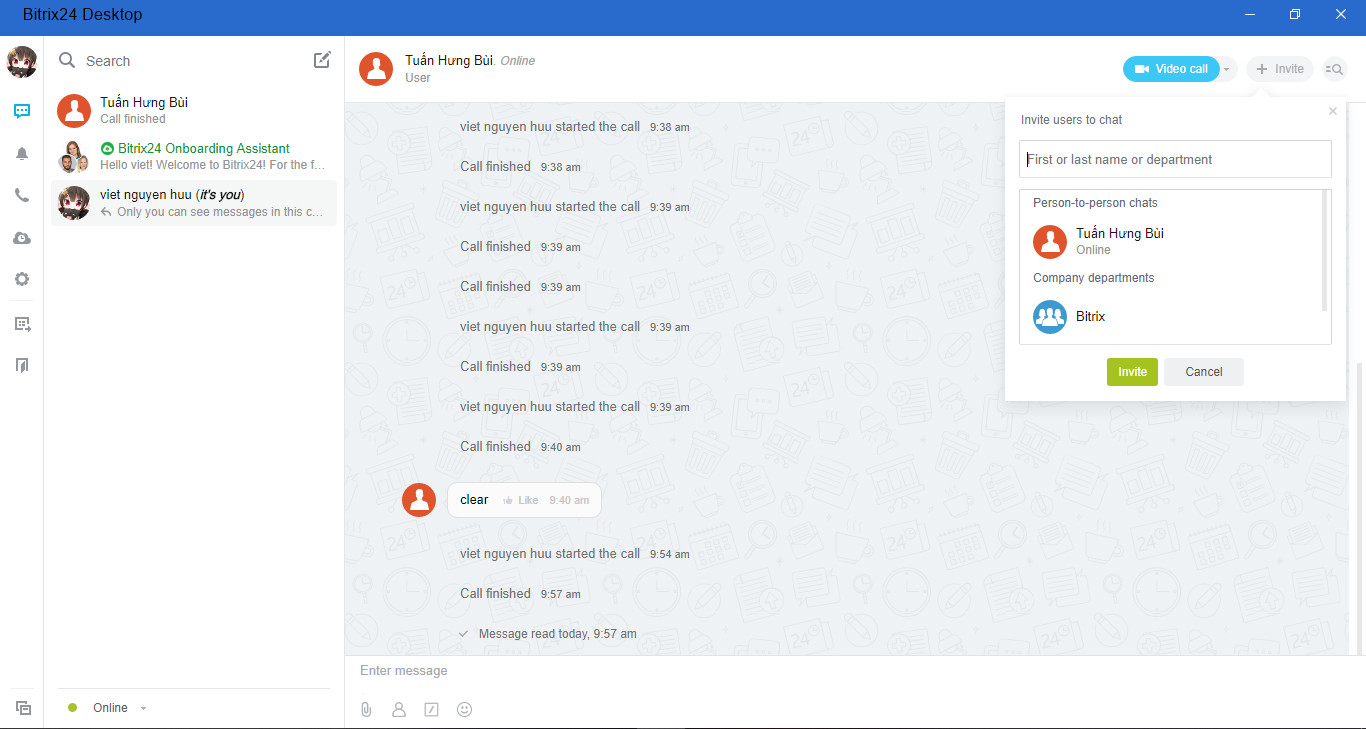 Bitrix24 Desktop
Search
Tuấn Hưng Bùi
Call finished
Bitrix24 Onboarding Assistant
Hello viet! Welcome to Bitrix24! For the f...
viet nguyen huu (it's you)
Only you can see messages in this c...
Online
Tuấn Hưng Bùi. Online
User
Video call
Invite
viet nguyen huu started the call 9:38 am
Call finished 9:38 am
viet nguyen huu started the call 9:39 am
Call finished 9:39 am
Call finished 9:39 am
viet nguyen huu started the call 9:39 am
Call finished 9:39 am
viet nguyen huu started the call 9:39 am
Call finished 9:40 am
clear Like 9:40 am
viet nguyen huu started the call 9:54 am
Call finished 9:57 am
Message read today, 9:57 am
Enter message
Invite users to chat
First or last name or department
Person-to-person chats
Tuấn Hưng Bùi
Online
Company departments
Bitrix
Invite
Cancel